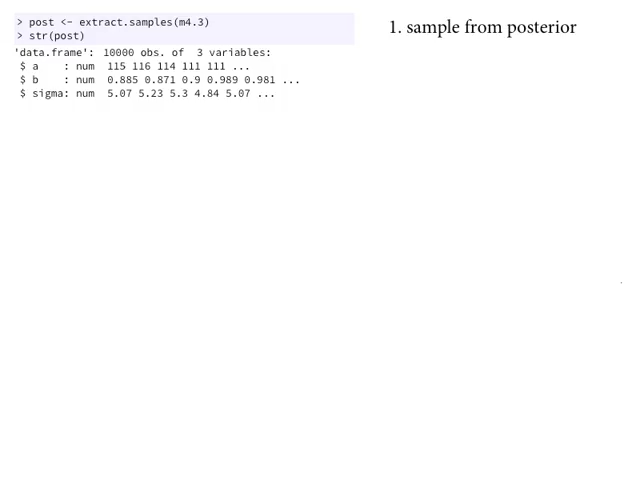 > post <- extract.samples(m4.3)
> str(post)
'data.frame': 10000 obs. of 3 variables:
$ a : num 115 116 114 111 111 ...
$ b : num 0.885 0.871 0.9 0.989 0.981 ...
$ sigma: num 5.07 5.23 5.3 4.84 5.07 ...
1. sample from posterior